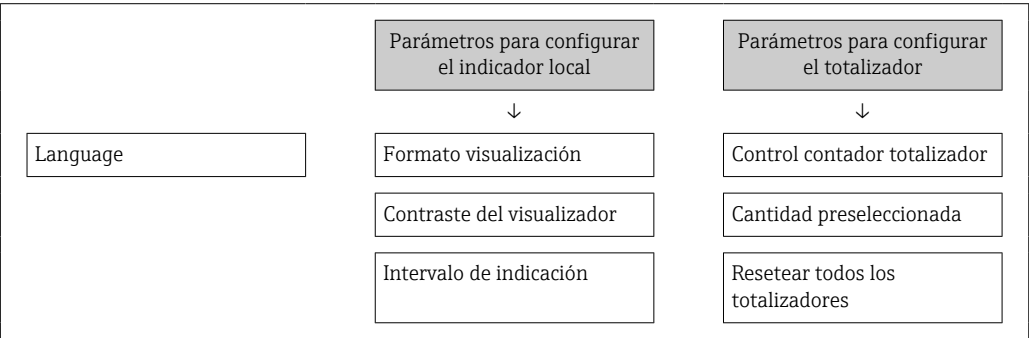 Parámetros para configurar
el indicador local
Parámetros para configurar
el totalizador
↓
↓
Language
Formato visualización
Control contador totalizador
Contraste del visualizador
Cantidad preseleccionada
Intervalo de indicación
Resetear todos los
totalizadores